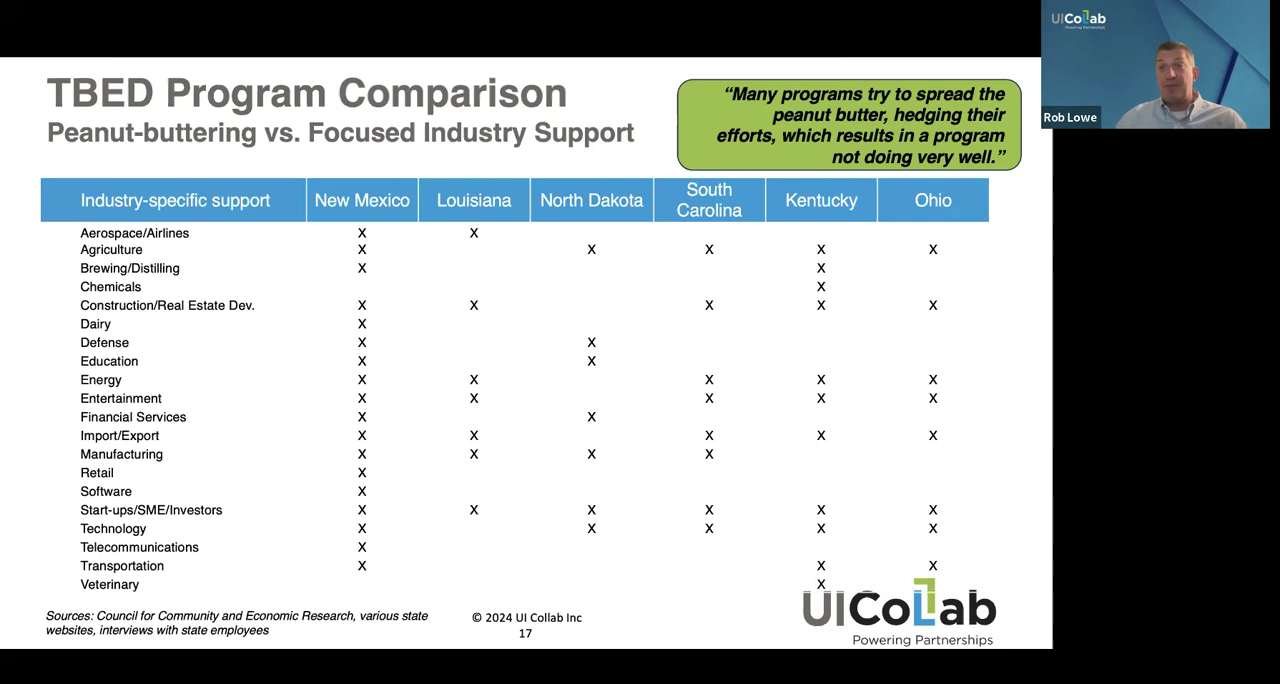 TBED Program Comparison
Peanut-buttering vs. Focused Industry Support
“Many programs try to spread the
peanut butter, hedging their
efforts, which results in a program
not doing very well.”
UICoLLab
Powering Partnerships
Rob Lowe
Industry-specific support New Mexico Louisiana North Dakota South Carolina Kentucky Ohio
Aerospace/Airlines X X
Agriculture X X X X X
Brewing/Distilling X X
Chemicals X
Construction/Real Estate Dev. X X X X X
Dairy X
Defense X X
Education X X
Energy X X X X X
Entertainment X X X X X
Financial Services X X
Import/Export X X X X X
Manufacturing X X X X
Retail X
Software X
Start-ups/SME/Investors X X X X X X
Technology X X X X X
Telecommunications X
Transportation X X X
Veterinary X
Sources: Council for Community and Economic Research, various state
websites, interviews with state employees
© 2024 UI Collab Inc
17
UICoLLab
Powering Partnerships